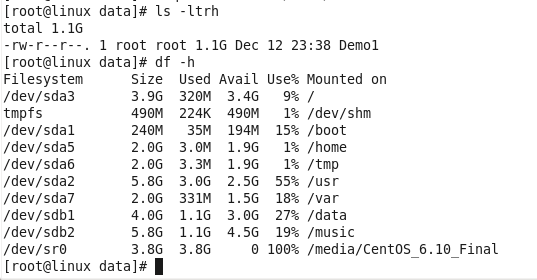 [root@linux data]# ls -ltrh
total 1.1G
-rw-r--r--. 1 root root 1.1G Dec 12 23:38 Demo1
[root@linux data]# df -h
Filesystem      Size  Used Avail Use% Mounted on
/dev/sda3       3.9G  320M  3.4G   9% /
tmpfs           490M  224K  490M   1% /dev/shm
/dev/sda1       240M   35M  194M  15% /boot
/dev/sda5       2.0G  3.0M  1.9G   1% /home
/dev/sda6       2.0G  3.3M  1.9G   1% /tmp
/dev/sda2       5.8G  3.0G  2.5G  55% /usr
/dev/sda7       2.0G  331M  1.5G  18% /var
/dev/sdb1       4.0G  1.1G  3.0G  27% /data
/dev/sdb2       5.8G  1.1G  4.5G  19% /music
/dev/sr0        3.8G  3.8G     0 100% /media/CentOS_6.10_Final
[root@linux data]#